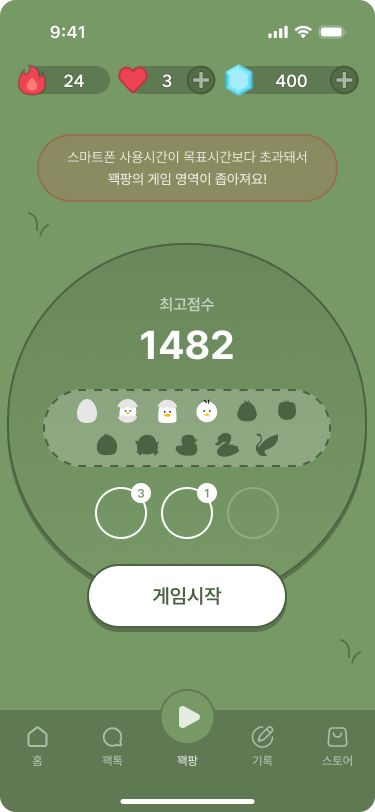 9:41
24
3
400
스마트폰 사용시간이 목표시간보다 초과돼서
꽥팡의 게임 영역이 좁아져요!
최고점수
1482
3
1
게임시작
홈
꽥톡
꽥팡
기록
스토어